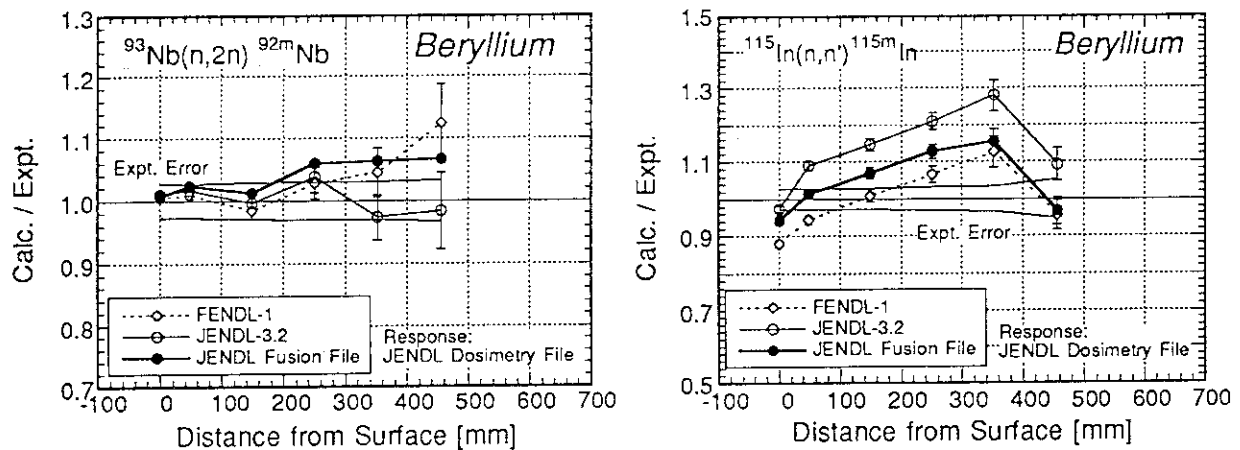 1.3
1.2
1.1
1.0
0.9
0.8
0.7
⁹³Nb(n,2n) ⁹²ᵐNb
Beryllium
Expt. Error
FENDL-1
JENDL-3.2
JENDL Fusion File
Response:
JENDL Dosimetry File
-100 0 100 200 300 400 500 600 700
Distance from Surface [mm]
Calc. / Expt.
1.5
1.3
1.1
0.9
0.7
0.5
¹¹⁵In(n,n')¹¹⁵ᵐIn
Beryllium
Expt. Error
FENDL-1
JENDL-3.2
JENDL Fusion File
Response:
JENDL Dosimetry File
-100 0 100 200 300 400 500 600 700
Distance from Surface [mm]
Calc. / Expt.